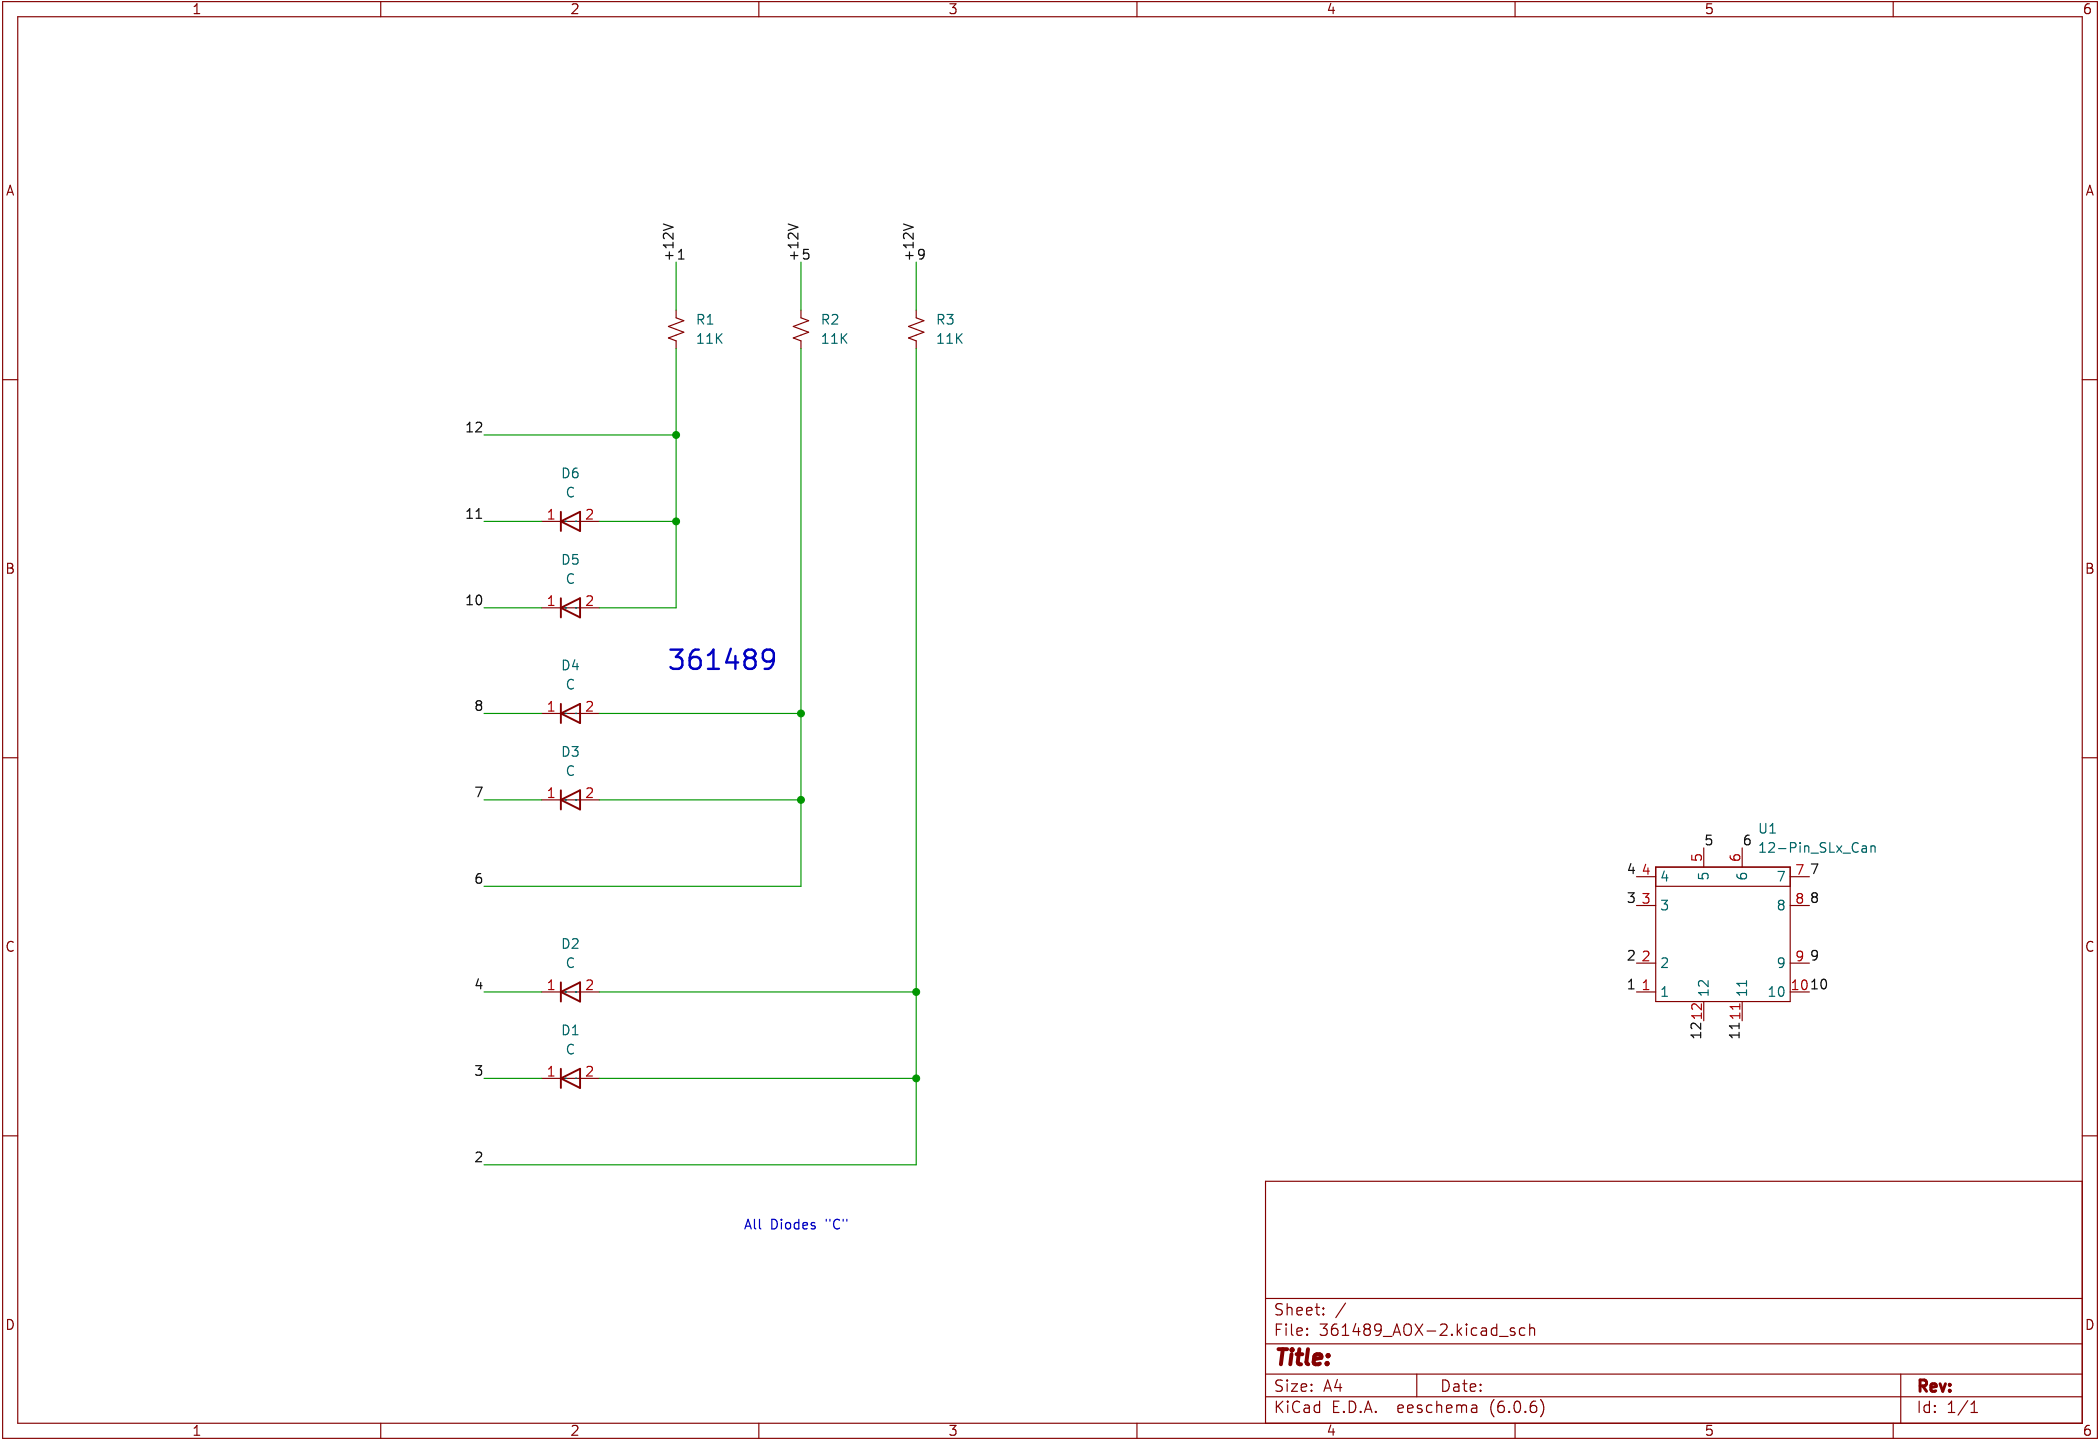 1 2 3 4 5 6
A A
+12V +12V +12V
+1 +5 +9
R1 R2 R3
11K 11K 11K
12
D6
C
11 1 2
D5
C
10 1 2
B B
361489
D4
C
8 1 2
D3
C
7 1 2
6
U1
12-Pin_SLx_Can
5 6
5 6
4 4 4 5 6 7 7 7
3 3 3 8 8 8
2 2 2 9 9 9
1 1 1 12 11 10 10 10
12 11
12 11
C C
D2
C
4 1 2
D1
C
3 1 2
2
All Diodes "C"
Sheet: /
File: 361489_AOX-2.kicad_sch
Title:
Size: A4 Date: Rev:
KiCad E.D.A. eeschema (6.0.6) Id: 1/1
D D
1 2 3 4 5 6